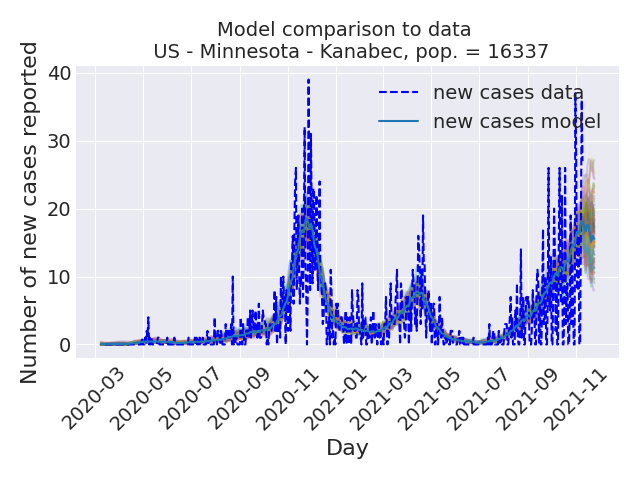 Model comparison to data
US - Minnesota - Kanabec, pop. = 16337
Number of new cases reported
40
30
20
10
0
new cases data
new cases model
2020-03
2020-05
2020-07
2020-09
2020-11
2021-01
2021-03
2021-05
2021-07
2021-09
2021-11
Day